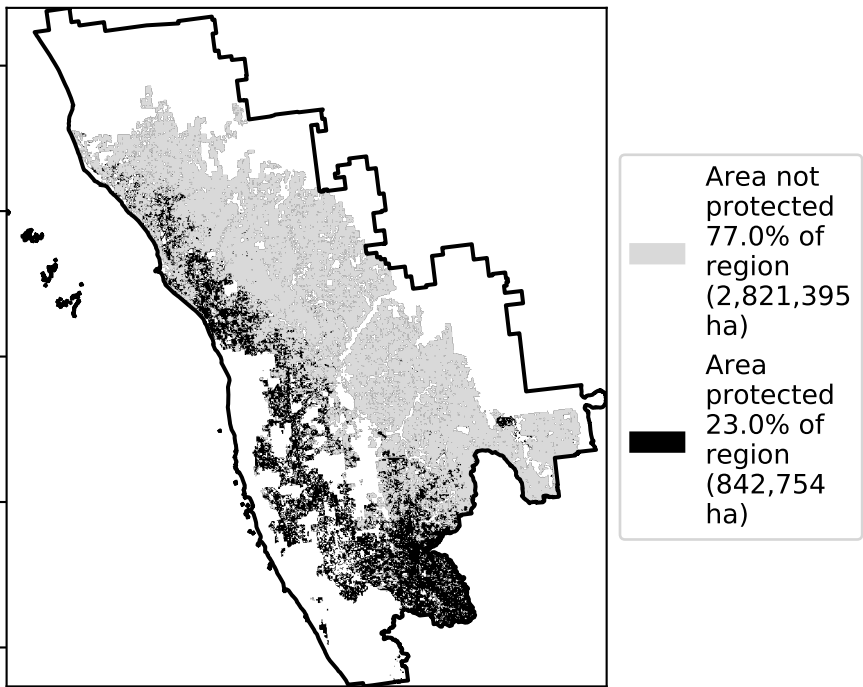 Area not
protected
77.0% of
region
(2,821,395
ha)
Area
protected
23.0% of
region
(842,754
ha)